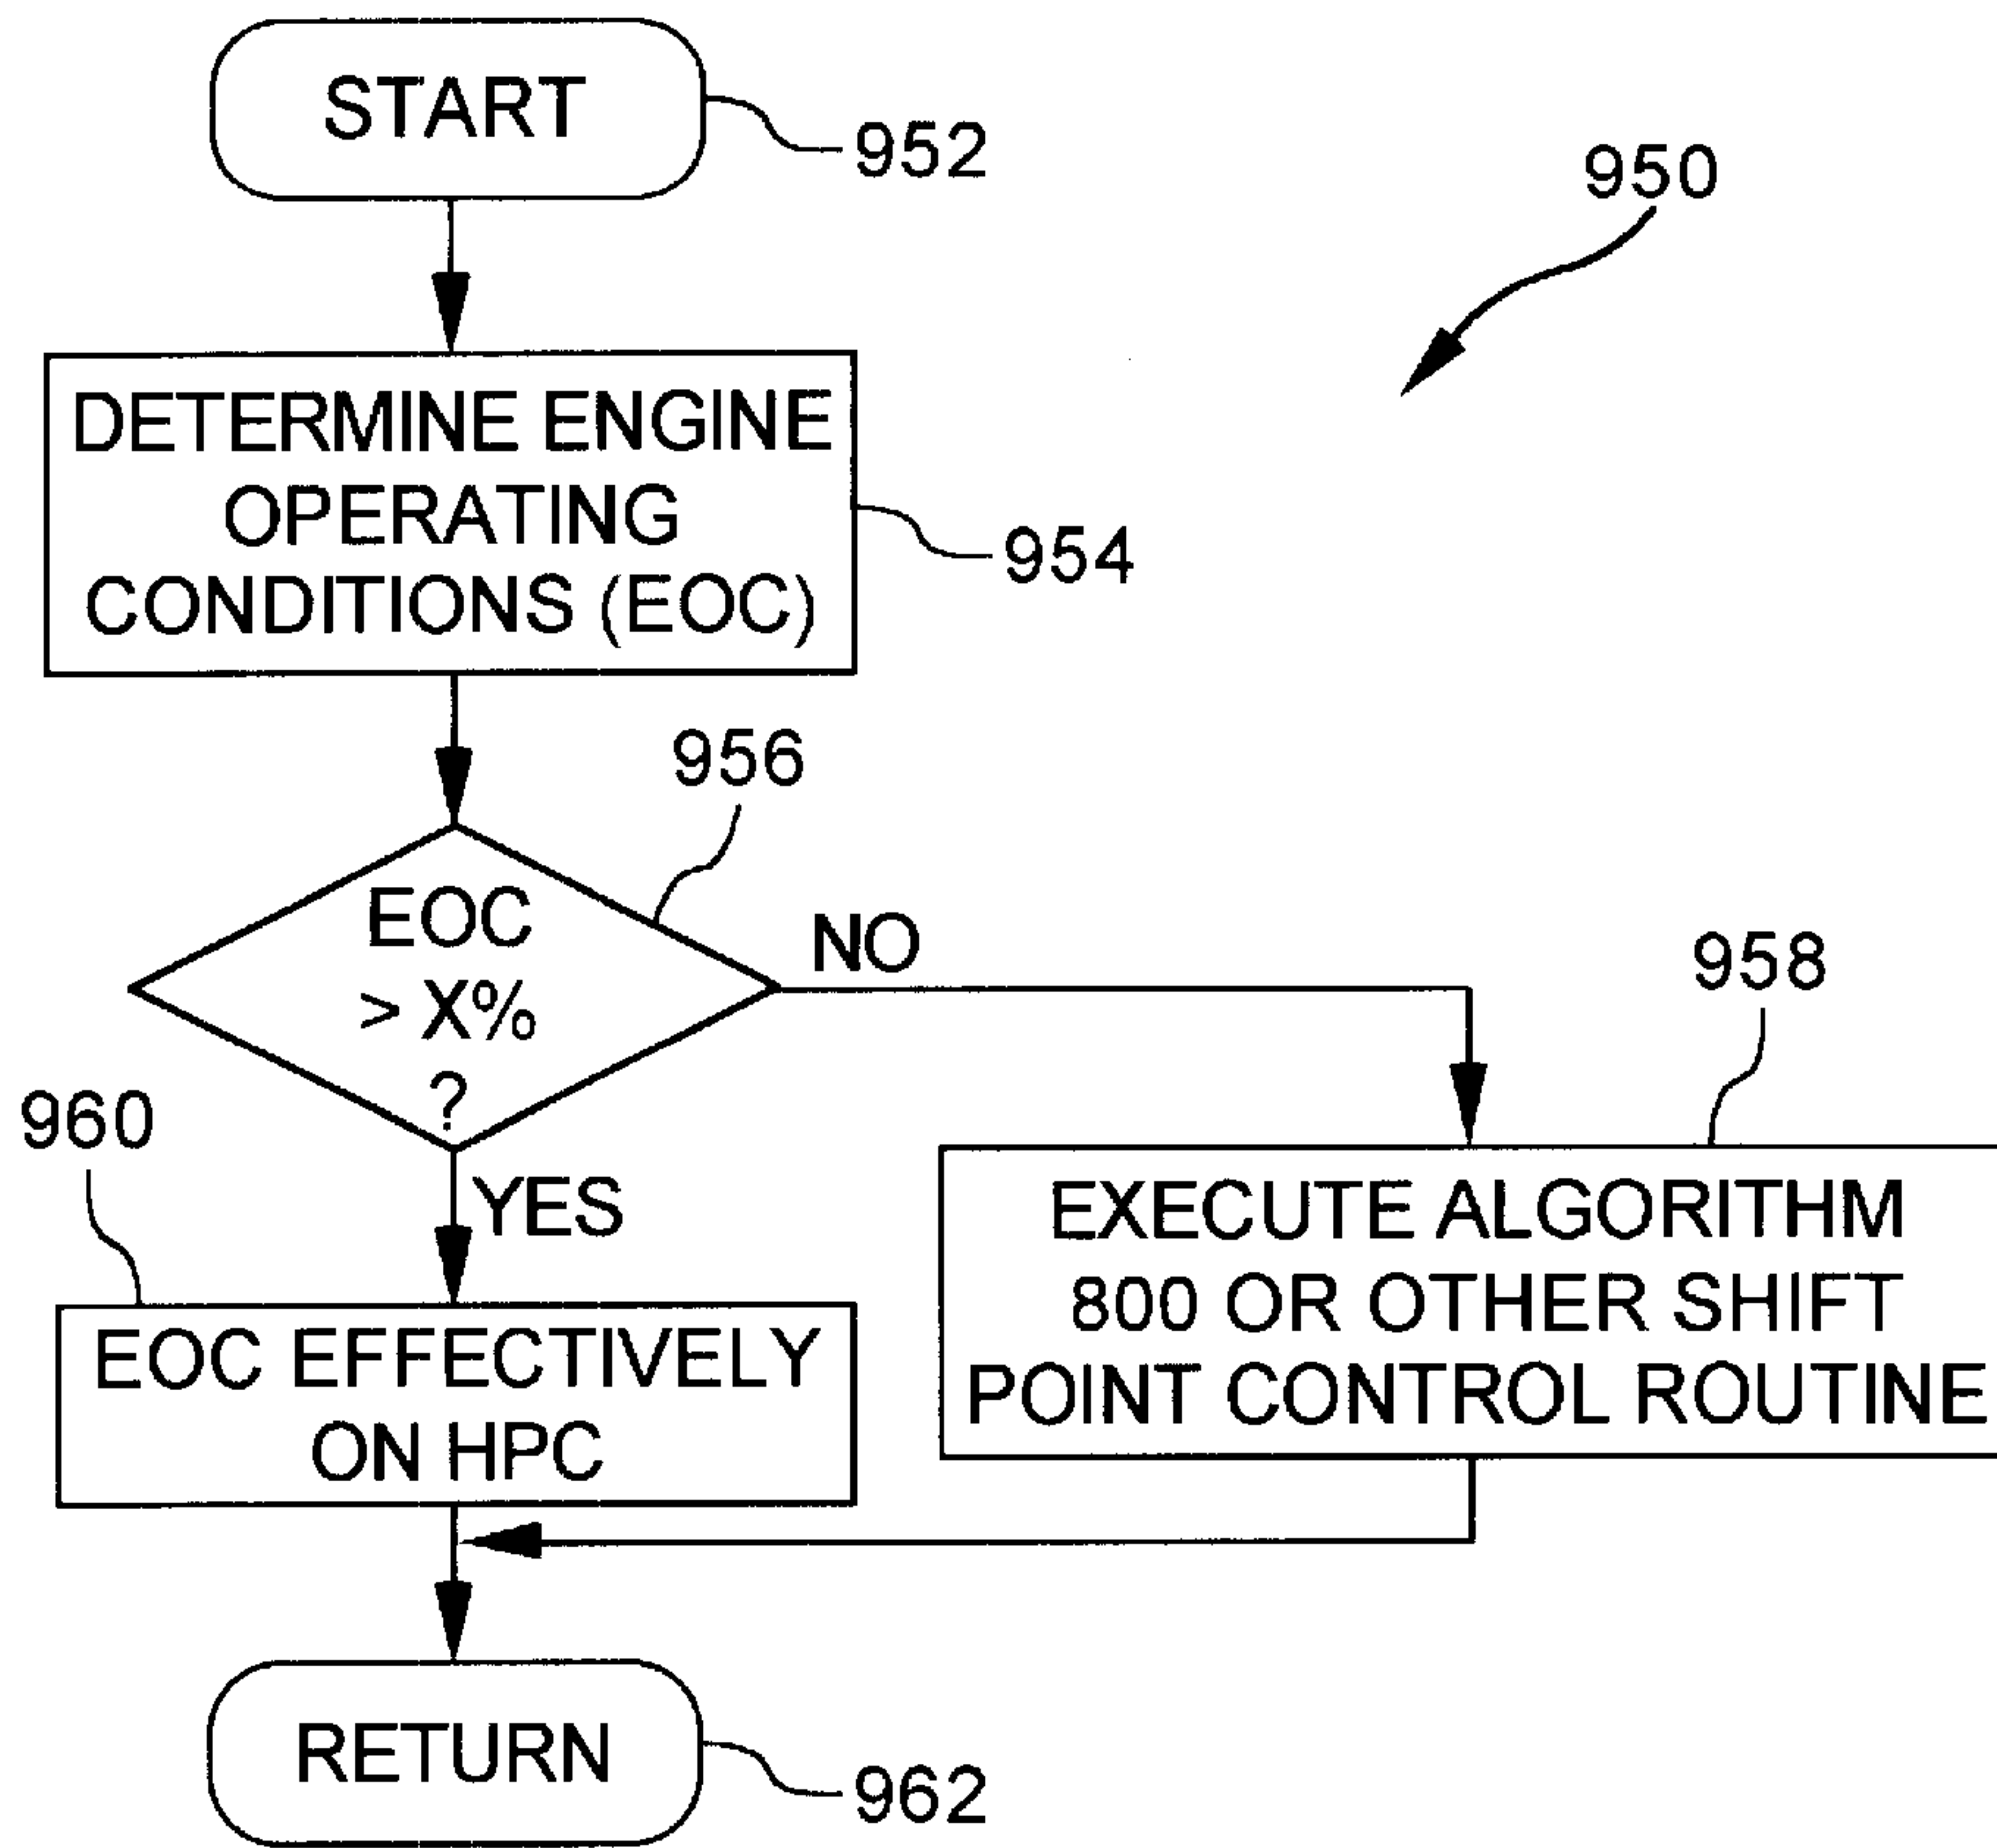 START
952
950
DETERMINE ENGINE
OPERATING
CONDITIONS (EOC)
954
956
EOC
> X%
?
NO
958
960
YES
EXECUTE ALGORITHM
800 OR OTHER SHIFT
POINT CONTROL ROUTINE
EOC EFFECTIVELY
ON HPC
RETURN
962